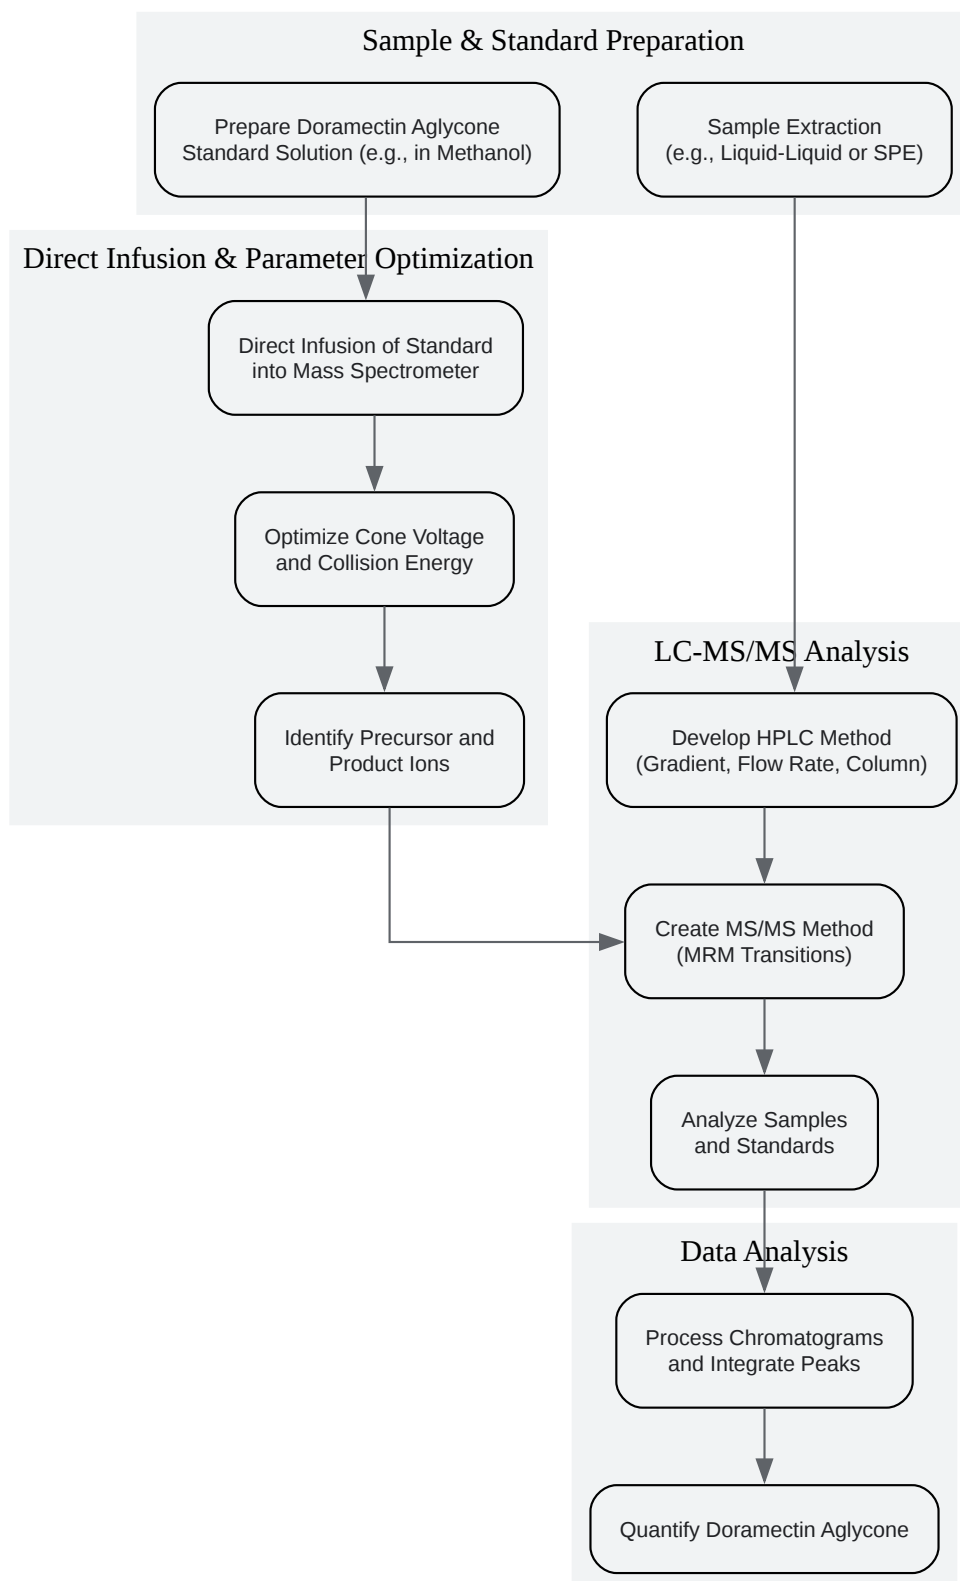 Sample & Standard Preparation
Prepare Doramectin Aglycone
Standard Solution (e.g., in Methanol)
Sample Extraction
(e.g., Liquid-Liquid or SPE)
Direct Infusion & Parameter Optimization
Direct Infusion of Standard
into Mass Spectrometer
Optimize Cone Voltage
and Collision Energy
Identify Precursor and
Product Ions
LC-MS/MS Analysis
Develop HPLC Method
(Gradient, Flow Rate, Column)
Create MS/MS Method
(MRM Transitions)
Analyze Samples
and Standards
Data Analysis
Process Chromatograms
and Integrate Peaks
Quantify Doramectin Aglycone